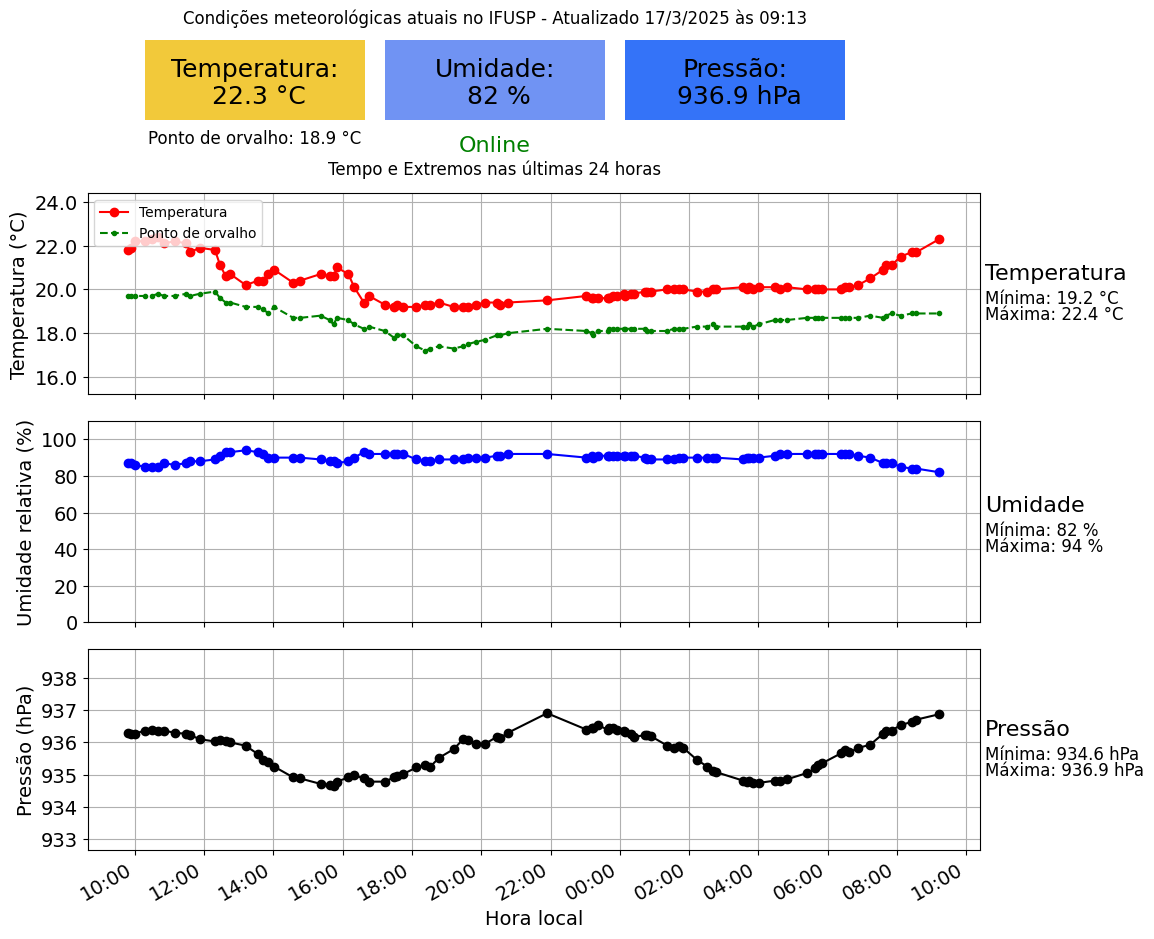 Condições meteorológicas atuais no IFUSP - Atualizado 17/3/2025 às 09:13
Temperatura:
22.3 °C
Umidade:
82 %
Pressão:
936.9 hPa
Ponto de orvalho: 18.9 °C
Online
Tempo e Extremos nas últimas 24 horas
Temperatura (°C)
24.0
22.0
20.0
18.0
16.0
Temperatura
Ponto de orvalho
Temperatura
Mínima: 19.2 °C
Máxima: 22.4 °C
Umidade relativa (%)
100
80
60
40
20
0
Umidade
Mínima: 82 %
Máxima: 94 %
Pressão (hPa)
938
937
936
935
934
933
Pressão
Mínima: 934.6 hPa
Máxima: 936.9 hPa
10:00
12:00
14:00
16:00
18:00
20:00
22:00
00:00
02:00
04:00
06:00
08:00
10:00
Hora local